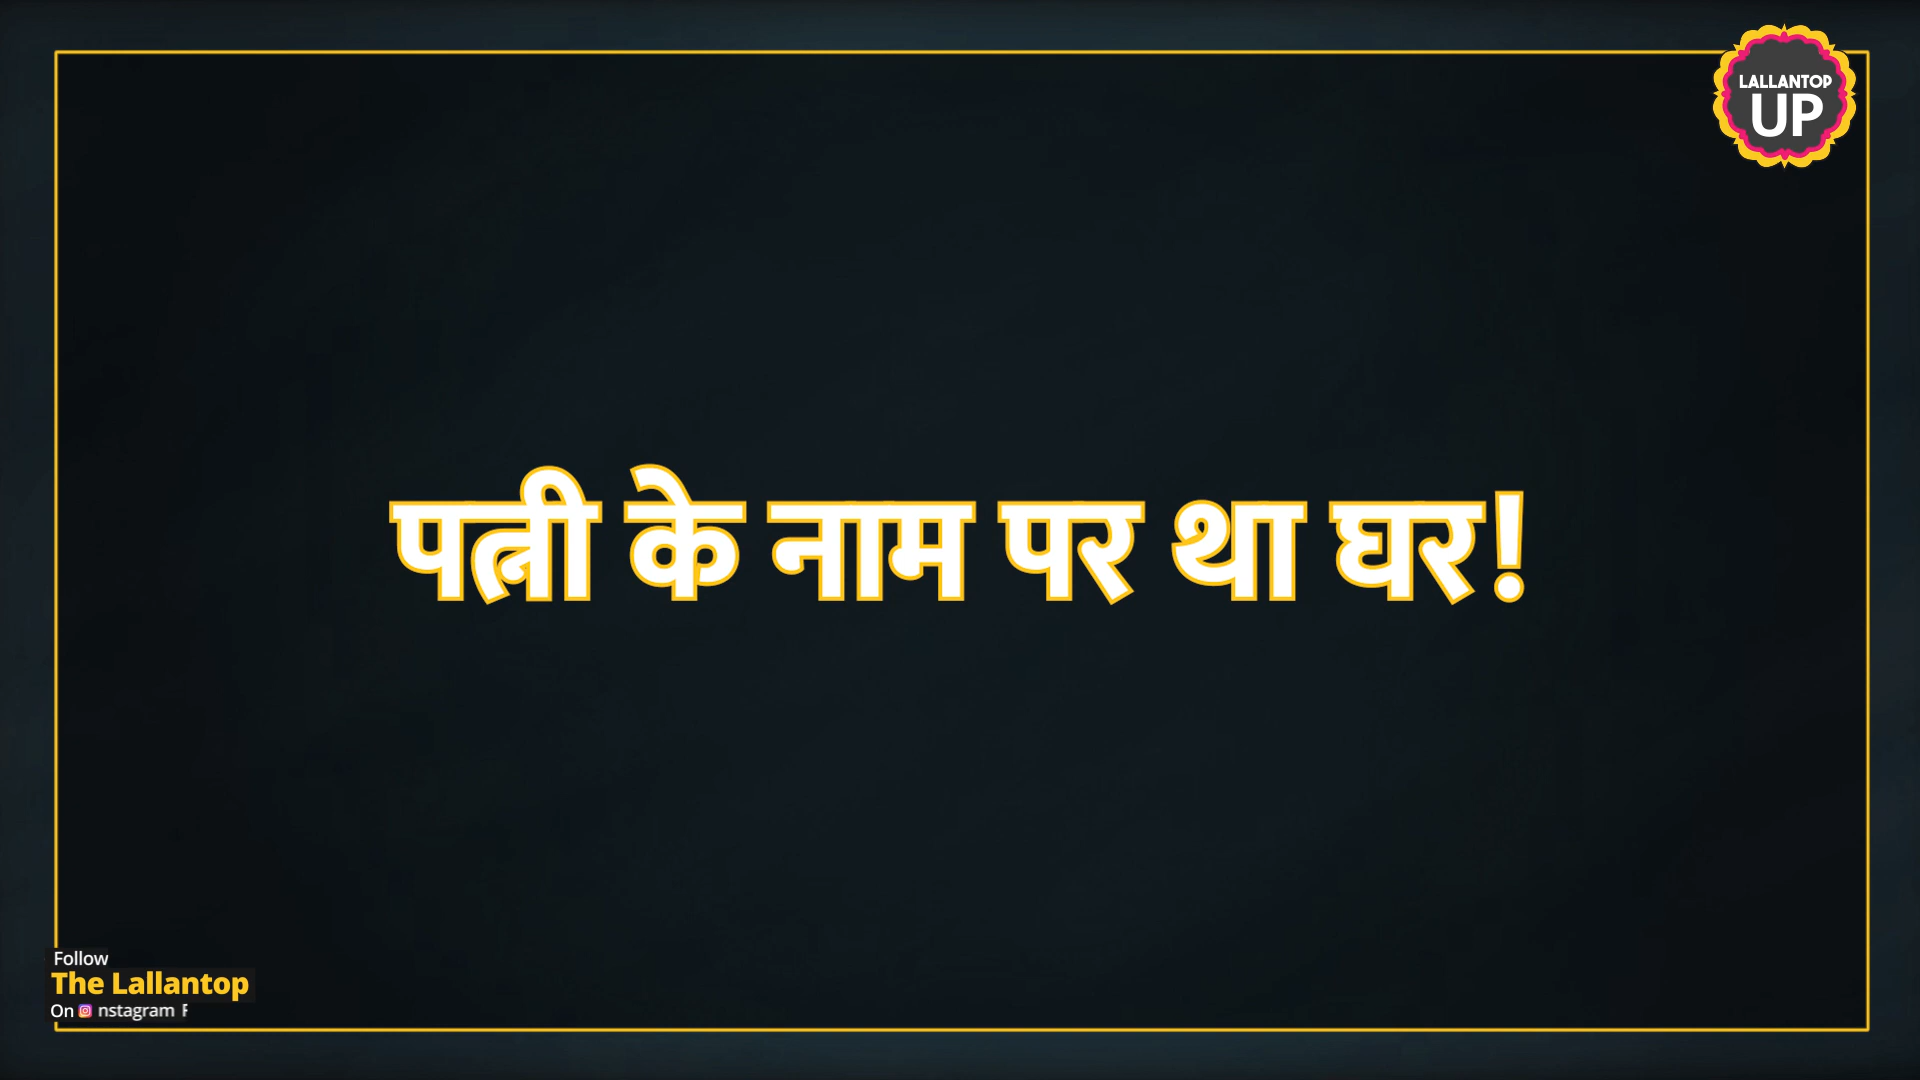 LALLANTOP
UP
पत्नी के नाम पर था घर!
Follow
The Lallantop
On nstagram F